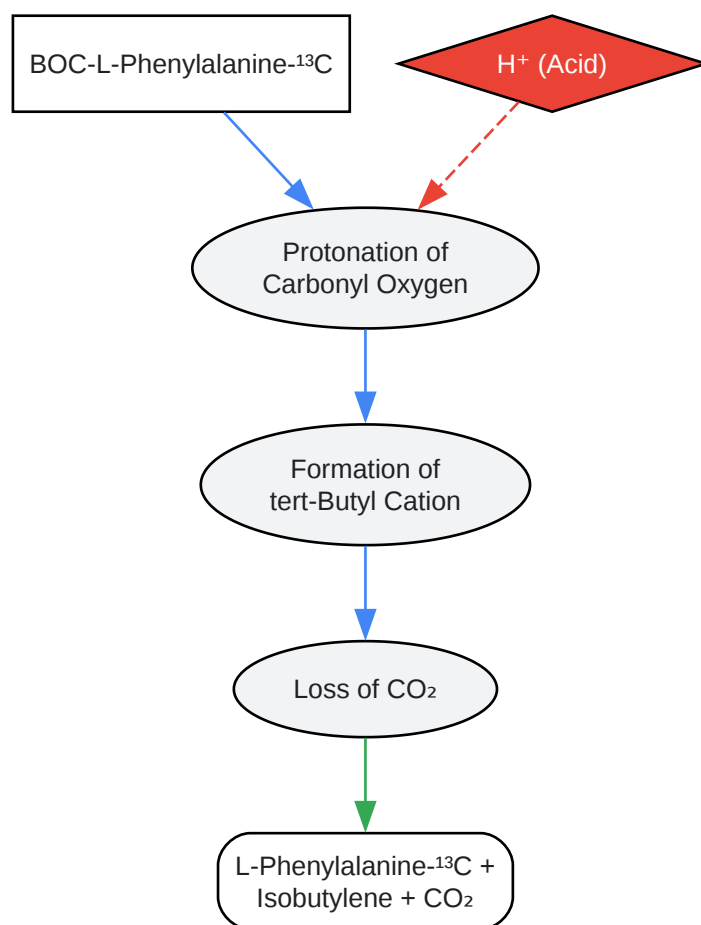 BOC-L-Phenylalanine-¹³C
H⁺ (Acid)
Protonation of
Carbonyl Oxygen
Formation of
tert-Butyl Cation
Loss of CO₂
L-Phenylalanine-¹³C +
Isobutylene + CO₂